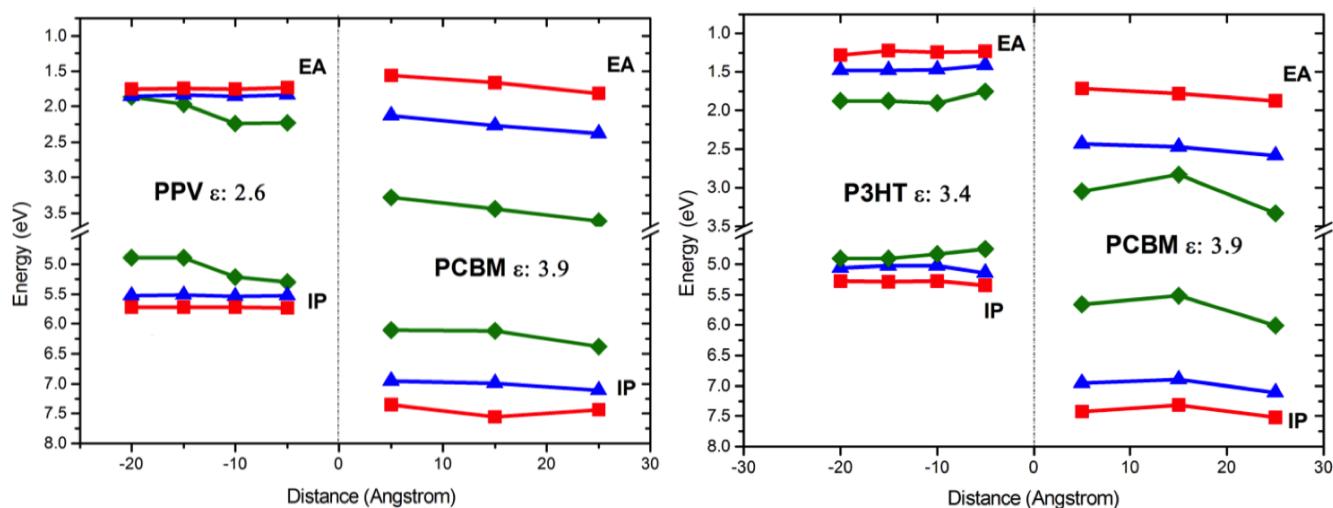 1.0
1.5
2.0
2.5
3.0
3.5
5.0
5.5
6.0
6.5
7.0
7.5
8.0
Energy (eV)
EA
EA
PPV ε: 2.6
PCBM ε: 3.9
IP
IP
-20 -10 0 10 20 30
Distance (Angstrom)
1.0
1.5
2.0
2.5
3.0
3.5
5.0
5.5
6.0
6.5
7.0
7.5
8.0
Energy (eV)
EA
EA
P3HT ε: 3.4
PCBM ε: 3.9
IP
IP
-30 -20 -10 0 10 20 30
Distance (Angstrom)